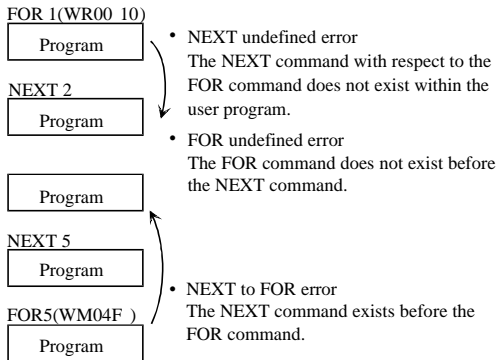 FOR 1(WR00 10)
Program
NEXT 2
Program
Program
NEXT 5
Program
FOR5(WM04F )
Program
• NEXT undefined error
The NEXT command with respect to the
FOR command does not exist within the
user program.
• FOR undefined error
The FOR command does not exist before
the NEXT command.
• NEXT to FOR error
The NEXT command exists before the
FOR command.